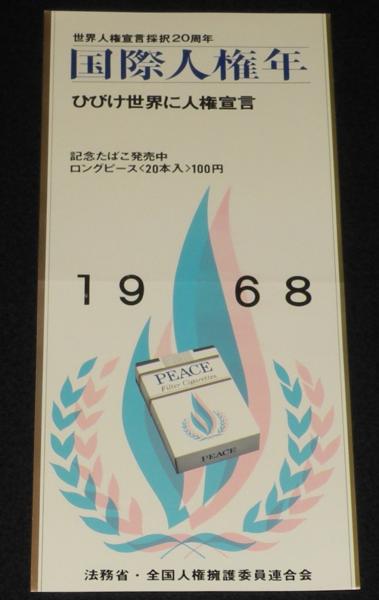 世界人権宣言採択20周年
国際人権年
ひびけ世界に人権宣言
記念たばこ発売中
ロングピース<20本入>100円
1968
PEACE
Filter Cigarettes
PEACE
法務省・全国人権擁護委員連合会